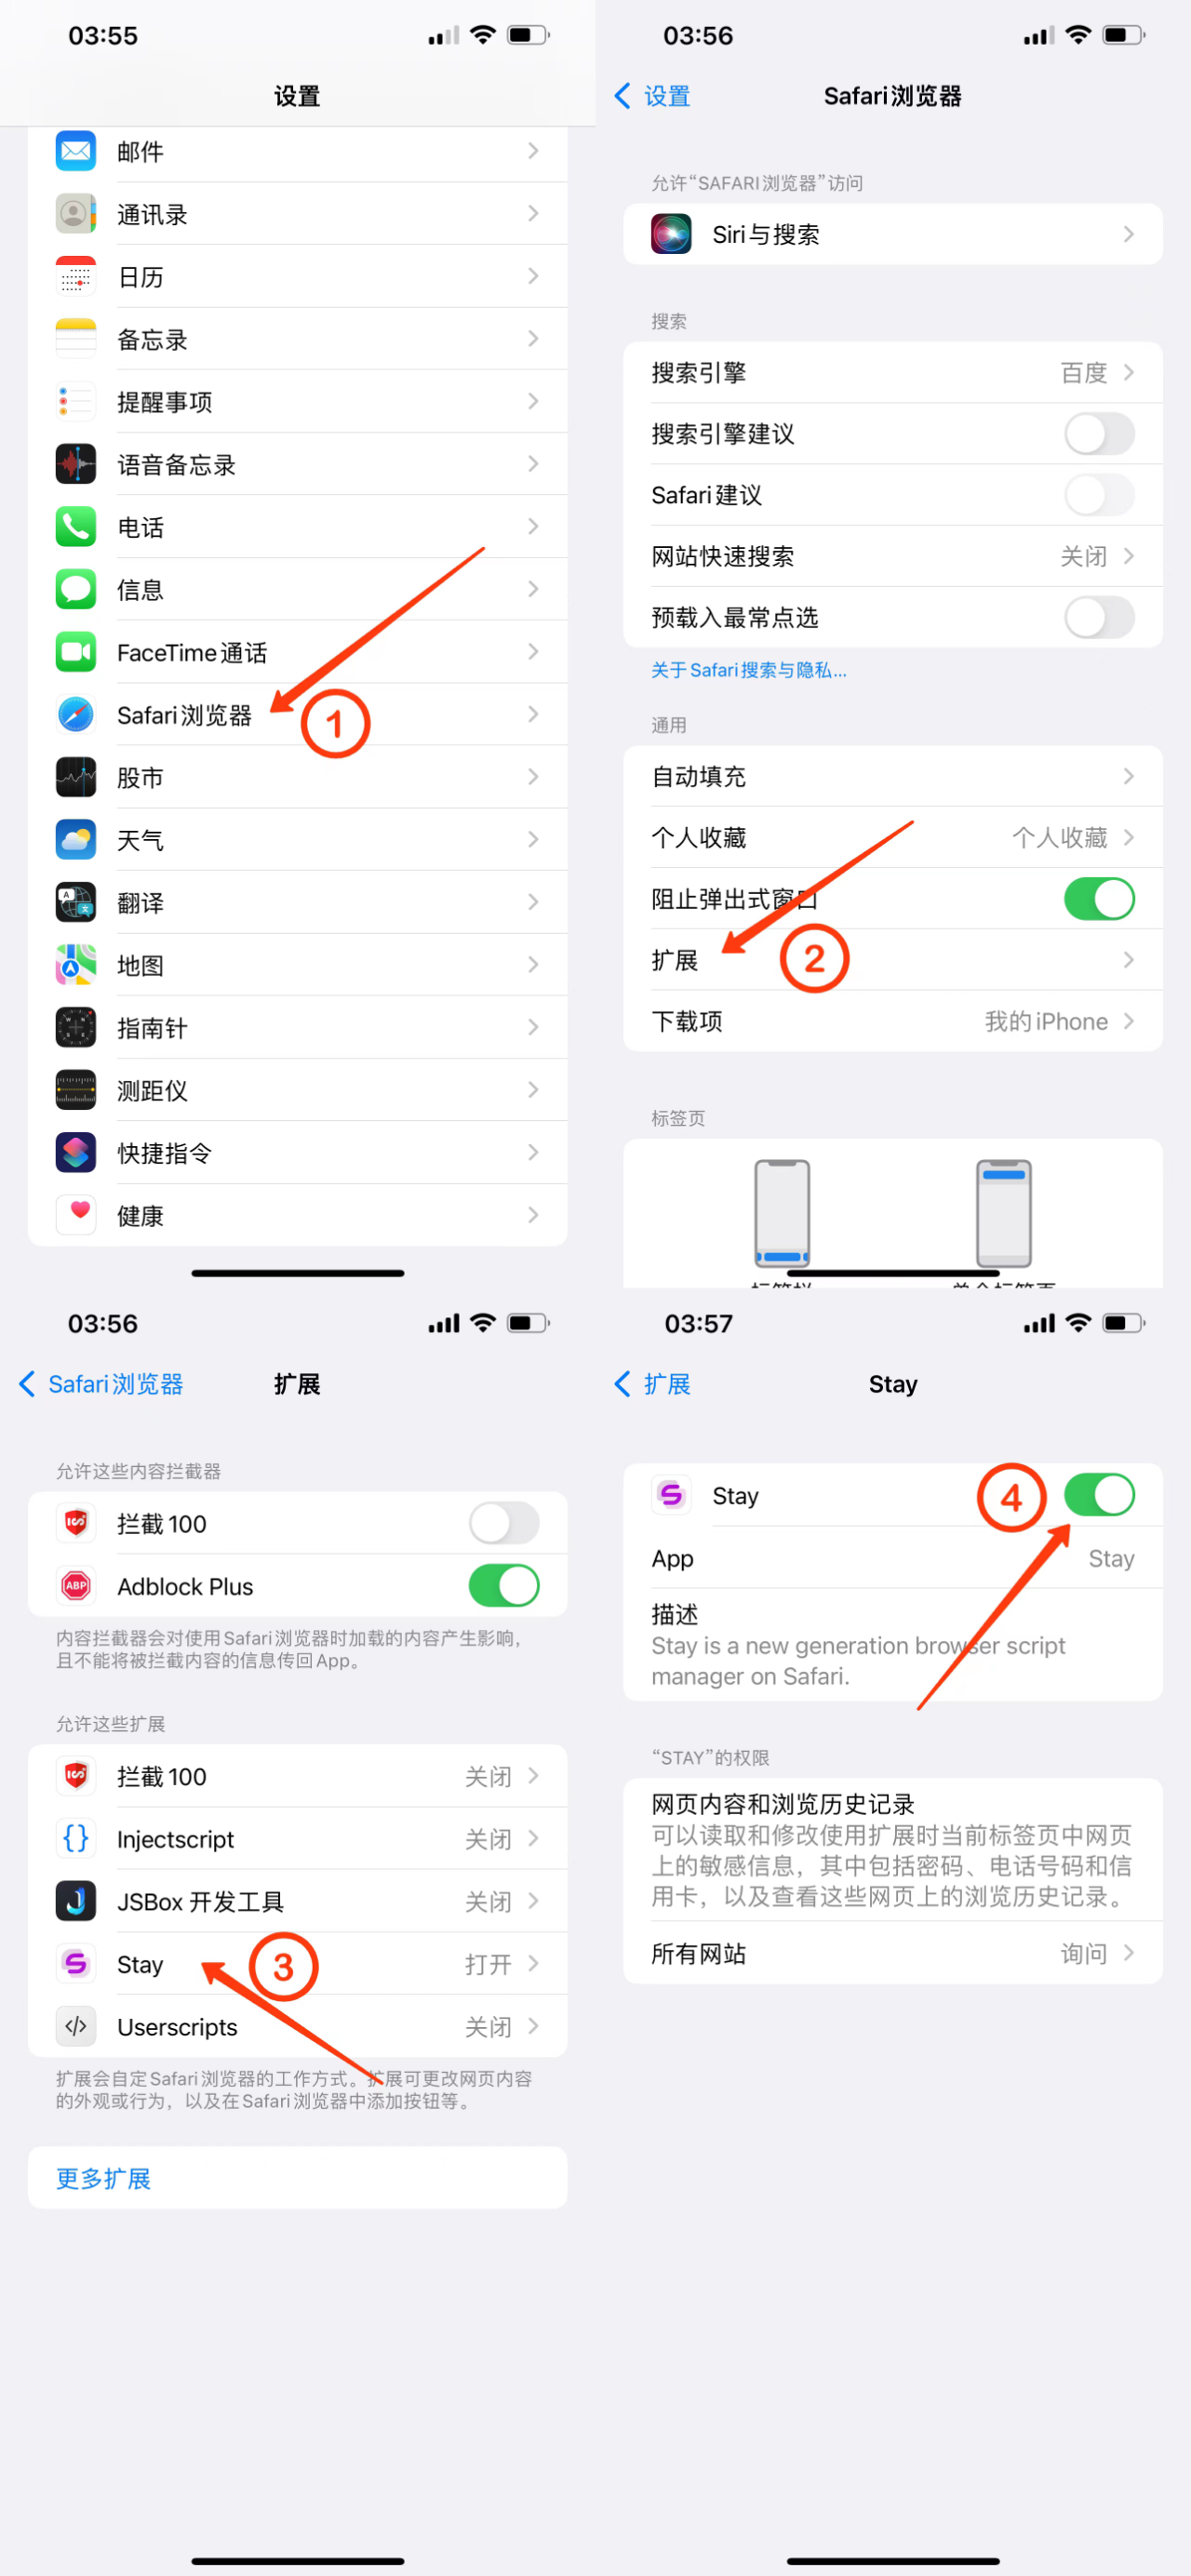 03:55
设置
邮件
通讯录
日历
备忘录
提醒事项
语音备忘录
电话
信息
FaceTime通话
Safari浏览器
①
股市
天气
翻译
地图
指南针
测距仪
快捷指令
健康
03:56
设置
Safari浏览器
允许“SAFARI浏览器”访问
Siri与搜索
搜索
搜索引擎 百度
搜索引擎建议
Safari建议
网站快速搜索 关闭
预载入最常点选
关于Safari搜索与隐私...
通用
自动填充
个人收藏 个人收藏
阻止弹出式窗口
扩展
②
下载项 我的iPhone
标签页
03:56
Safari浏览器 扩展
允许这些内容拦截器
拦截100
ABP
Adblock Plus
内容拦截器会对使用Safari浏览器时加载的内容产生影响，
且不能将被拦截内容的信息传回App。
允许这些扩展
拦截100 关闭
{} Injectscript 关闭
JSBox 开发工具 关闭
Stay ③ 打开
</> Userscripts 关闭
扩展会自定Safari浏览器的工作方式。扩展可更改网页内容
的外观或行为，以及在Safari浏览器中添加按钮等。
更多扩展
03:57
扩展 Stay
Stay ④
App Stay
描述
Stay is a new generation browser script
manager on Safari.
“STAY”的权限
网页内容和浏览历史记录
可以读取和修改使用扩展时当前标签页中网页
上的敏感信息，其中包括密码、电话号码和信
用卡，以及查看这些网页上的浏览历史记录。
所有网站 询问